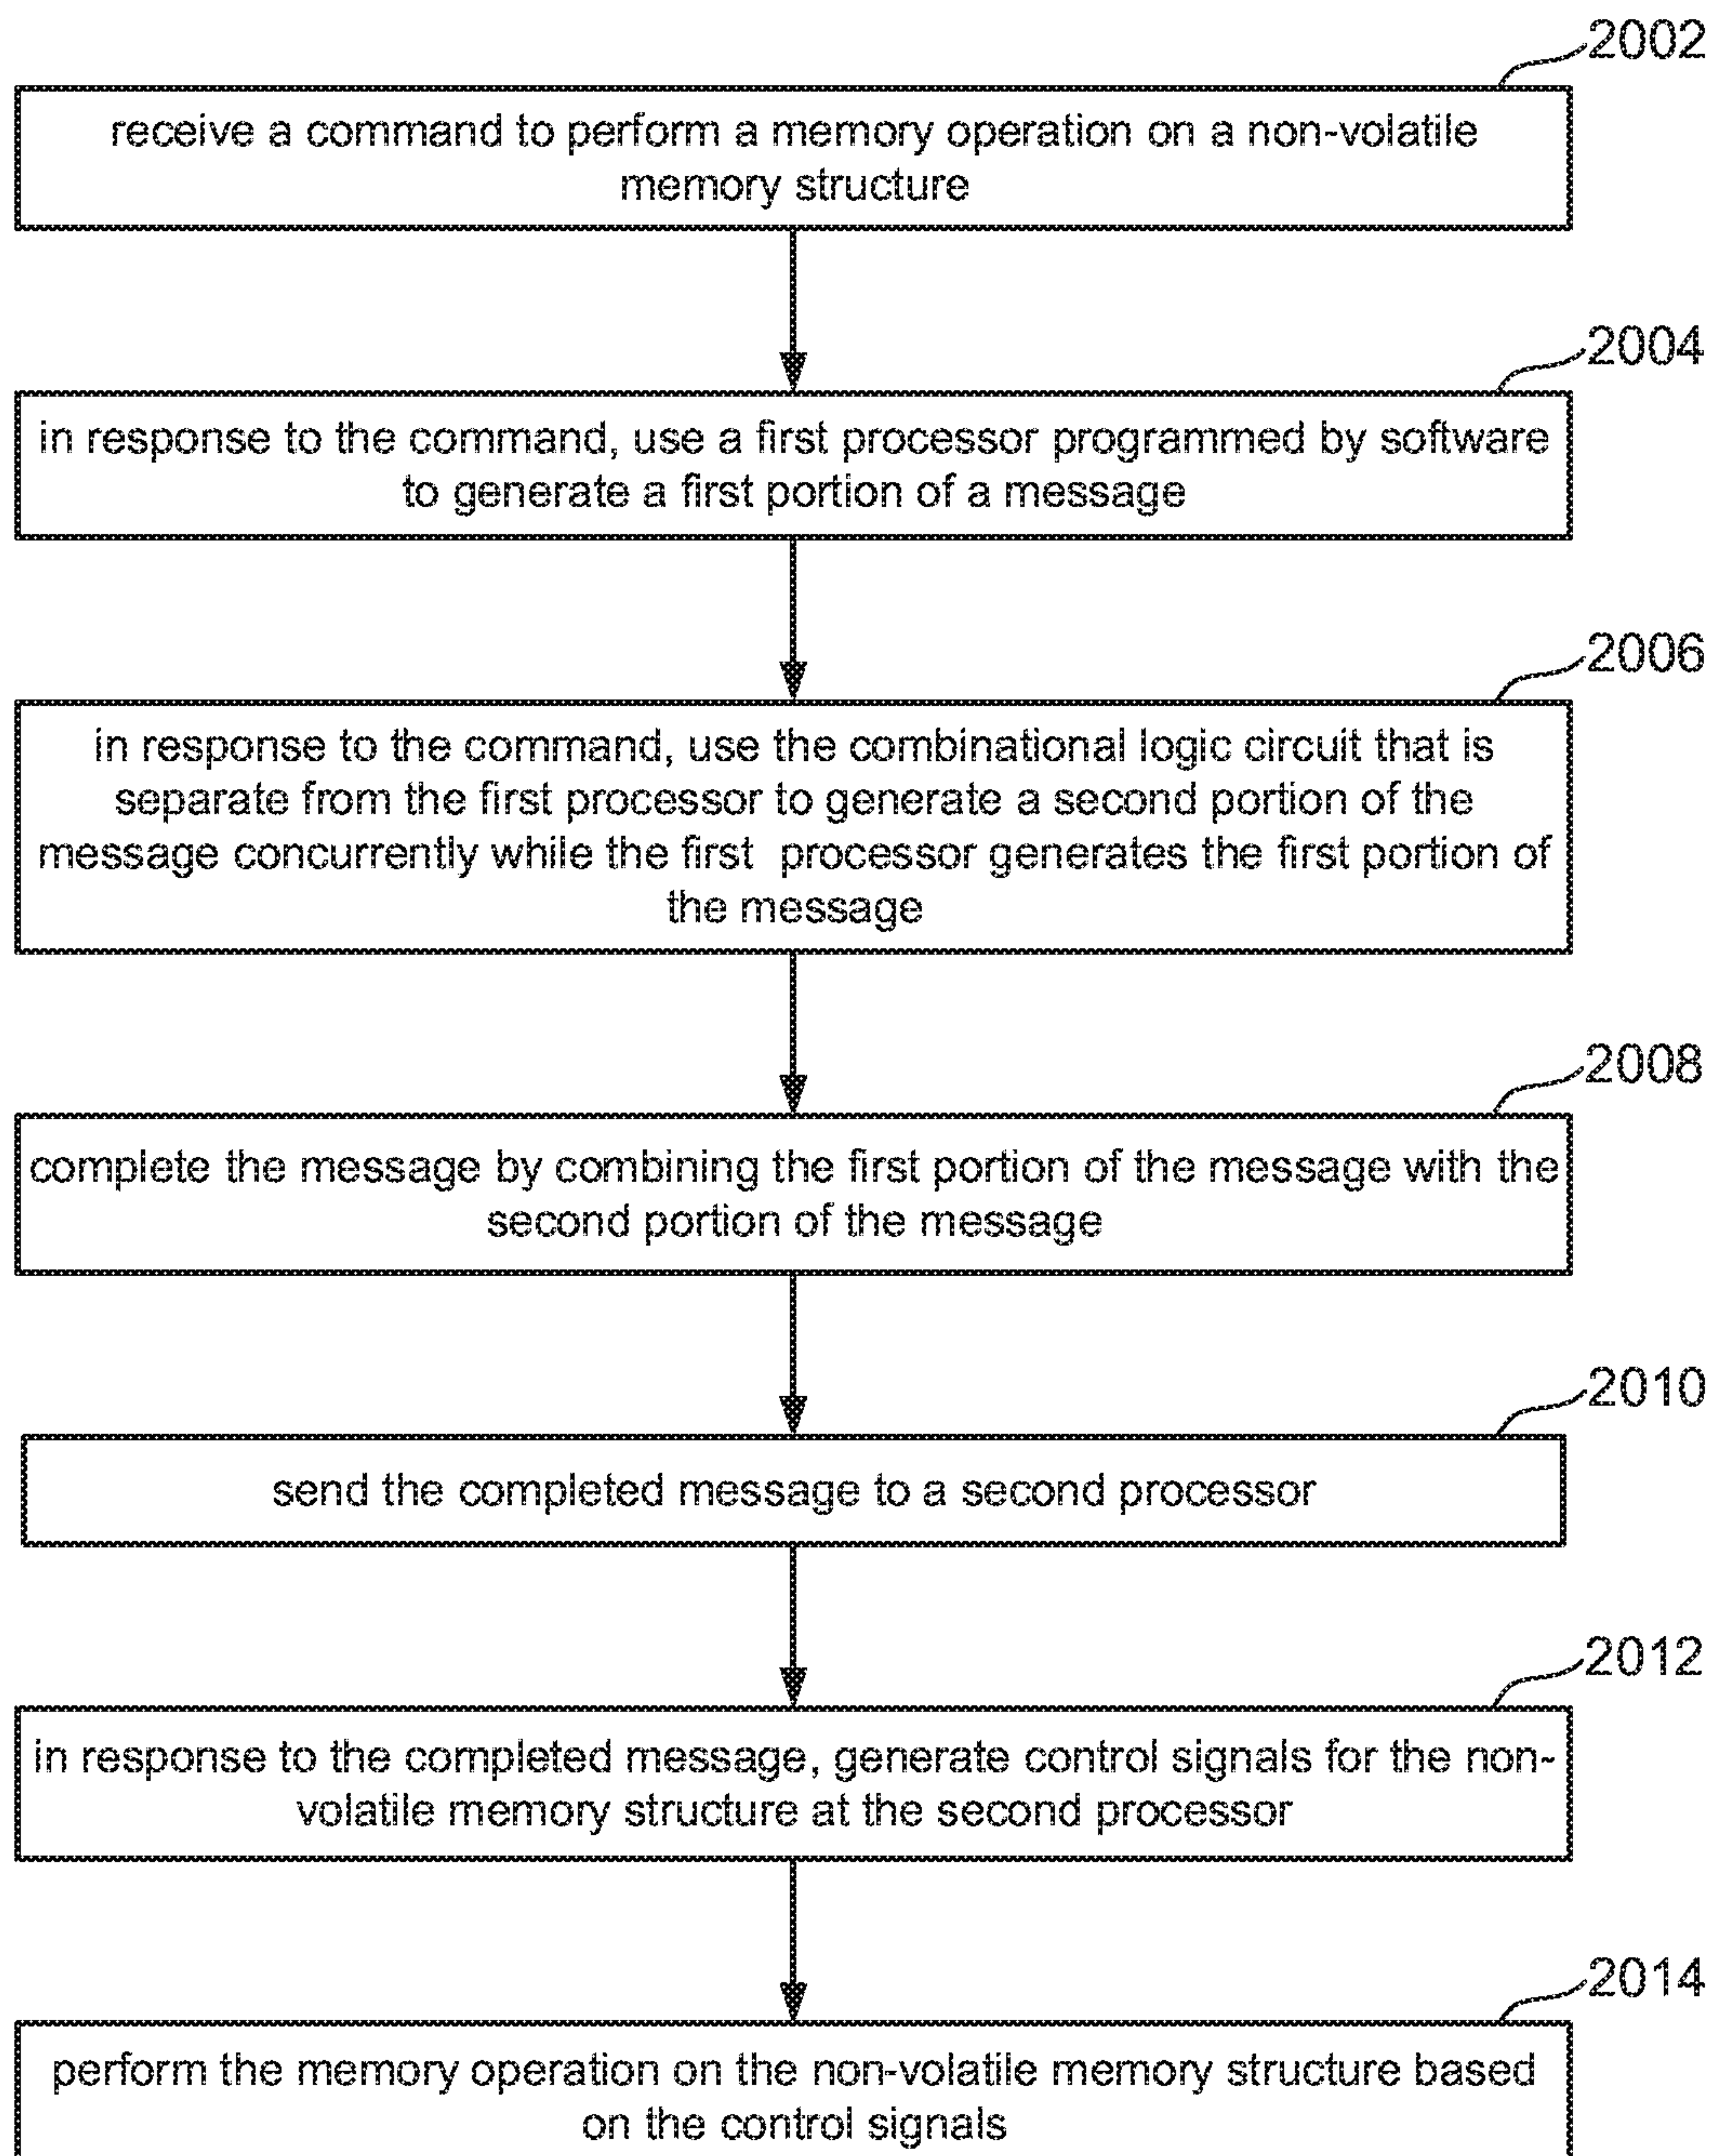 2002
receive a command to perform a memory operation on a non-volatile
memory structure
2004
in response to the command, use a first processor programmed by software
to generate a first portion of a message
2006
in response to the command, use the combinational logic circuit that is
separate from the first processor to generate a second portion of the
message concurrently while the first processor generates the first portion of
the message
2008
complete the message by combining the first portion of the message with the
second portion of the message
2010
send the completed message to a second processor
2012
in response to the completed message, generate control signals for the non-
volatile memory structure at the second processor
2014
perform the memory operation on the non-volatile memory structure based
on the control signals